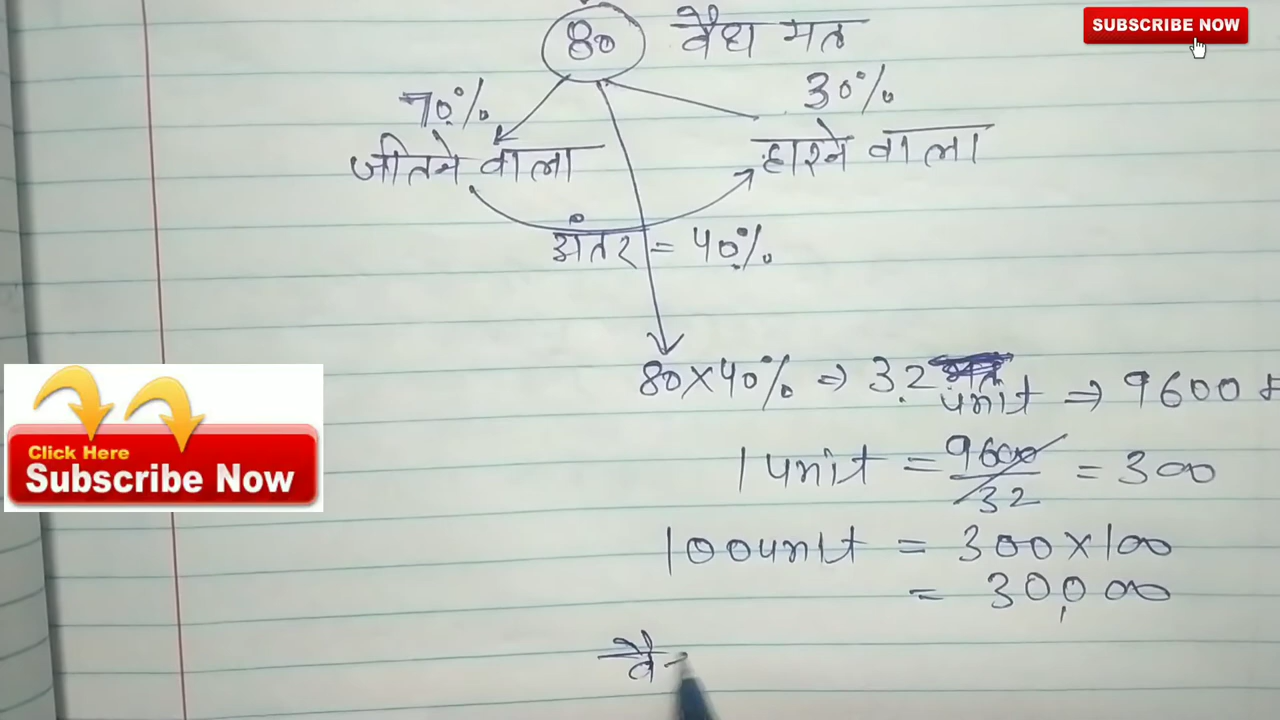 SUBSCRIBE NOW
80 वैध मत
70% 30%
जीतने वाला हारने वाला
अंतर = 40%
80×40% ⇒ 32 unit ⇒ 9600
1 unit = 9600/32 = 300
100 unit = 300×100
= 30,000
वै
Click Here
Subscribe Now